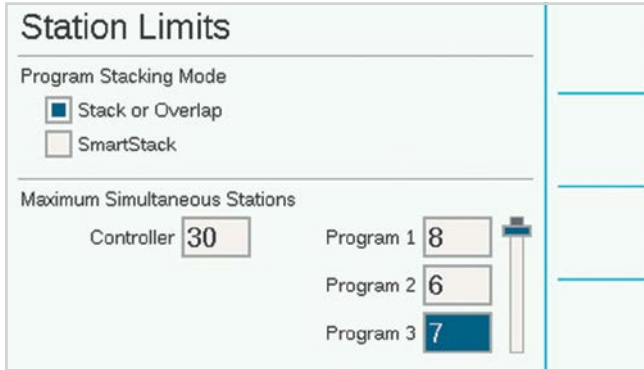 Station Limits
Program Stacking Mode
Stack or Overlap
SmartStack
Maximum Simultaneous Stations
Controller 30 Program 1 8
Program 2 6
Program 3 7